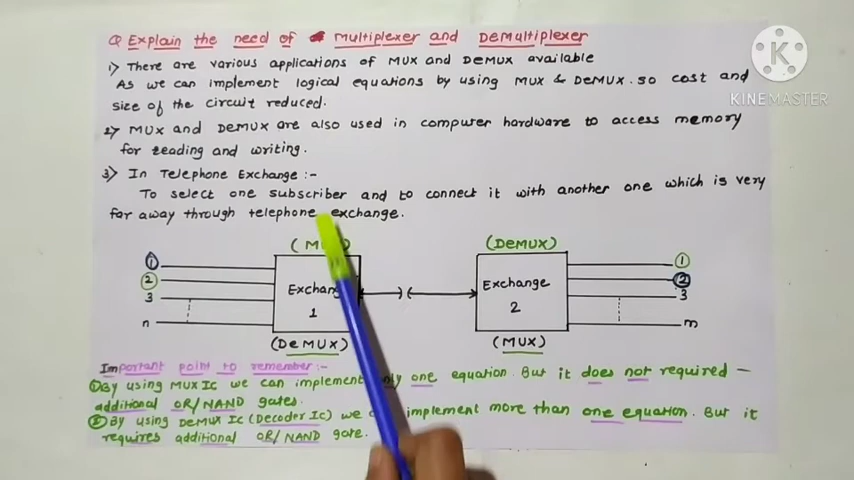 Q Explain the need of Multiplexer and DeMultiplexer
1) There are various applications of MUX and DEMUX available
As we can implement logical equations by using MUX & DeMUX. so cost and
size of the circuit reduced.
2) MUX and DeMUX are also used in computer hardware to access memory
for reading and writing.
3) In Telephone Exchange :-
To select one subscriber and to connect it with another one which is very
far away through telephone exchange.
(DeMUX)
1
2
3
n
Exchange
1
Exchange
2
1
2
3
m
(DeMUX)
(MUX)
Important point to remember :-
1 By using MUX Ic we can implement only one equation. But it does not required -
additional OR/NAND gates.
2 By using DeMUX Ic (Decoder Ic) we implement more than one equation. But it
requires additional OR/NAND gate.
KINEMASTER